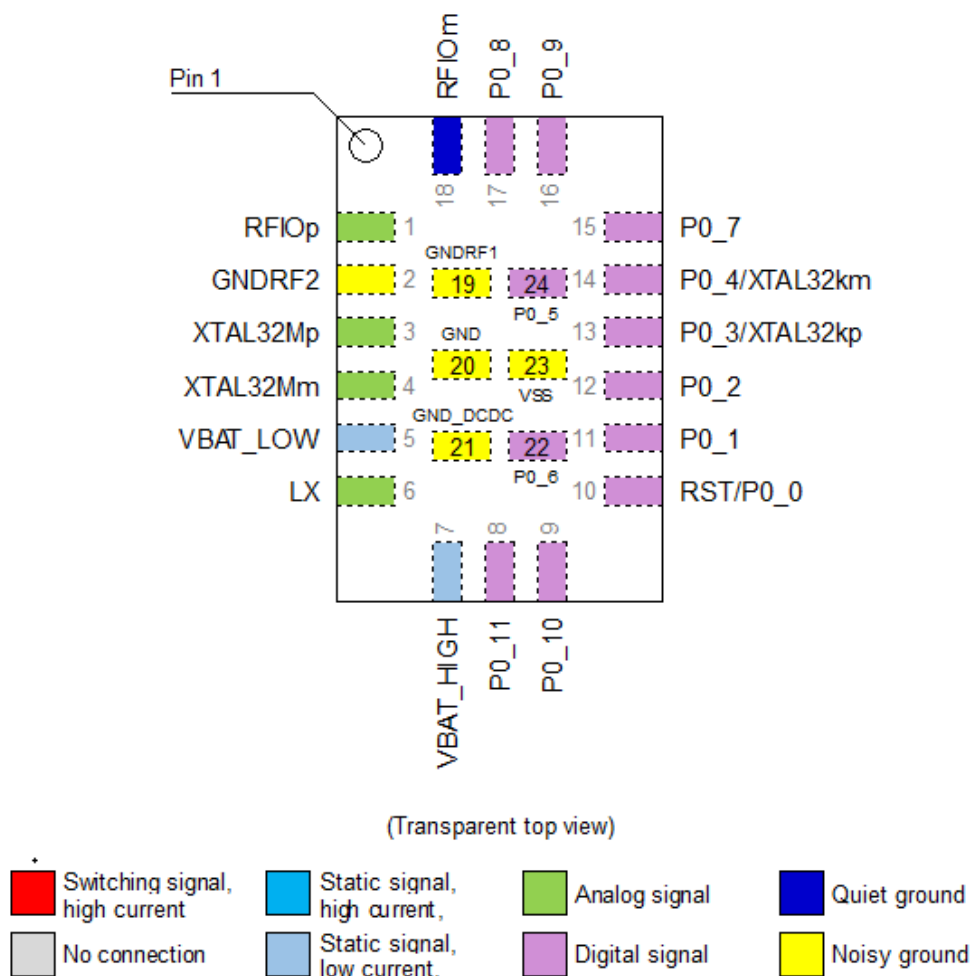 RFIOm
P0_8
P0_9
Pin 1
18
17
16
RFIOp
1
15
P0_7
GNDRF2
2
GNDRF1
19
24
P0_5
14
P0_4/XTAL32km
XTAL32Mp
3
GND
13
P0_3/XTAL32kp
20
23
VSS
XTAL32Mm
4
12
P0_2
VBAT_LOW
5
GND_DCDC
21
22
P0_6
11
P0_1
LX
6
10
RST/P0_0
7
8
9
VBAT_HIGH
P0_11
P0_10
(Transparent top view)
Switching signal,
high current
Static signal,
high current,
Analog signal
Quiet ground
No connection
Static signal,
low current,
Digital signal
Noisy ground